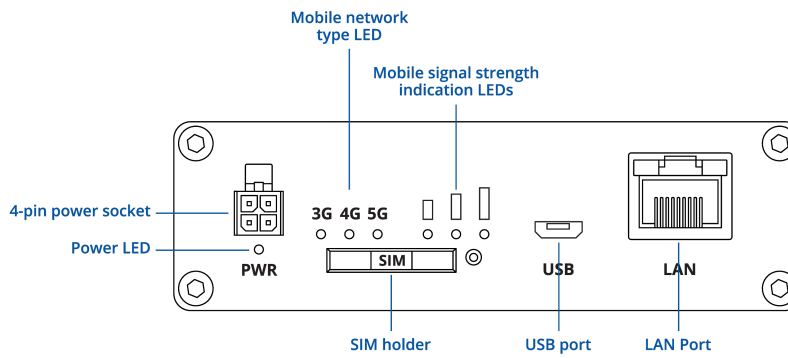 Mobile network
type LED
Mobile signal strength
indication LEDs
4-pin power socket
3G 4G 5G
Power LED
PWR
SIM
USB
LAN
SIM holder
USB port
LAN Port